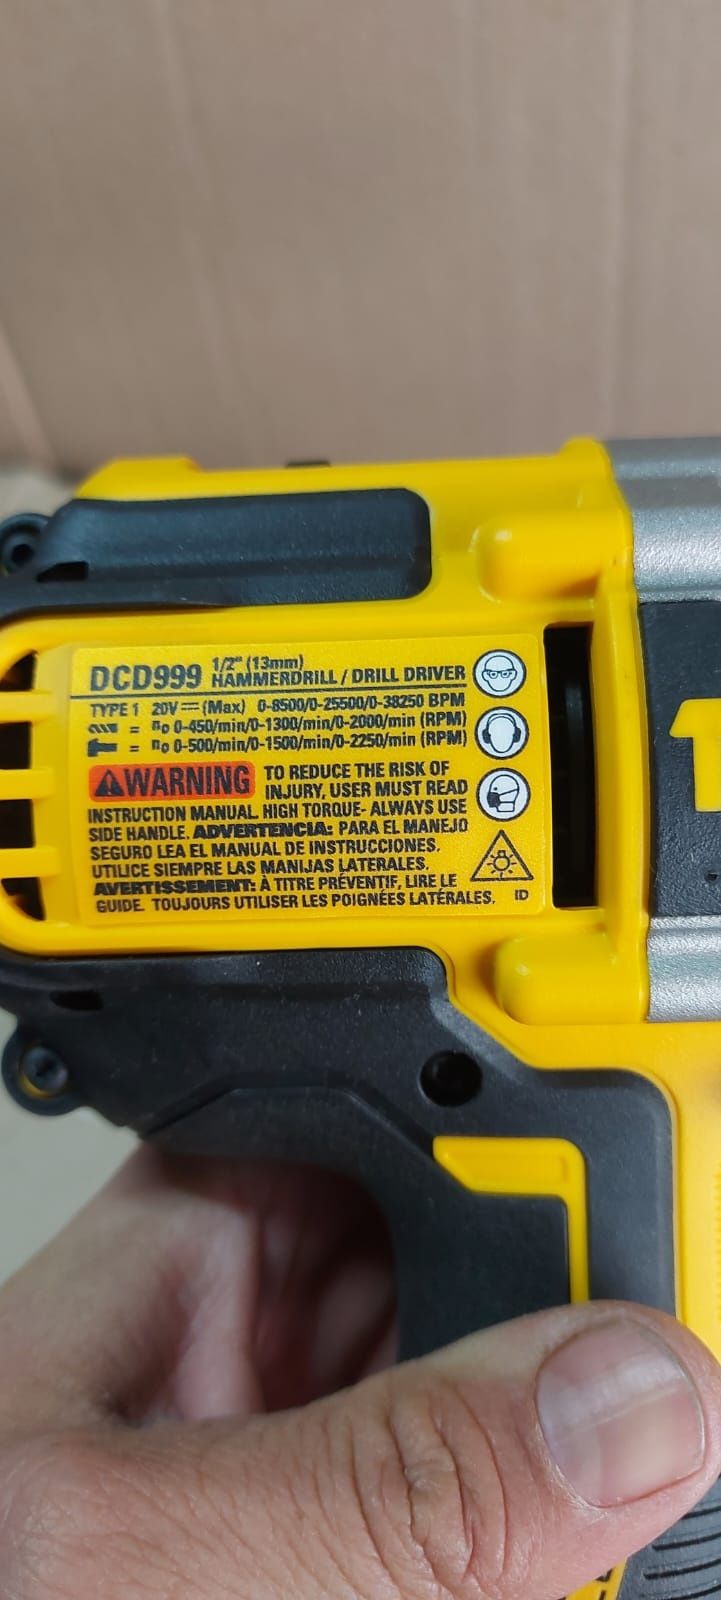 DCD999 1/2" (13mm)
HAMMERDRILL / DRILL DRIVER
TYPE 1 20V⎓(Max) 0-8500/0-25500/0-38250 BPM
= n₀ 0-450/min/0-1300/min/0-2000/min (RPM)
= n₀ 0-500/min/0-1500/min/0-2250/min (RPM)
WARNING TO REDUCE THE RISK OF
INJURY, USER MUST READ
INSTRUCTION MANUAL. HIGH TORQUE- ALWAYS USE
SIDE HANDLE. ADVERTENCIA: PARA EL MANEJO
SEGURO LEA EL MANUAL DE INSTRUCCIONES.
UTILICE SIEMPRE LAS MANIJAS LATERALES.
AVERTISSEMENT: À TITRE PRÉVENTIF, LIRE LE
GUIDE. TOUJOURS UTILISER LES POIGNÉES LATÉRALES. ID